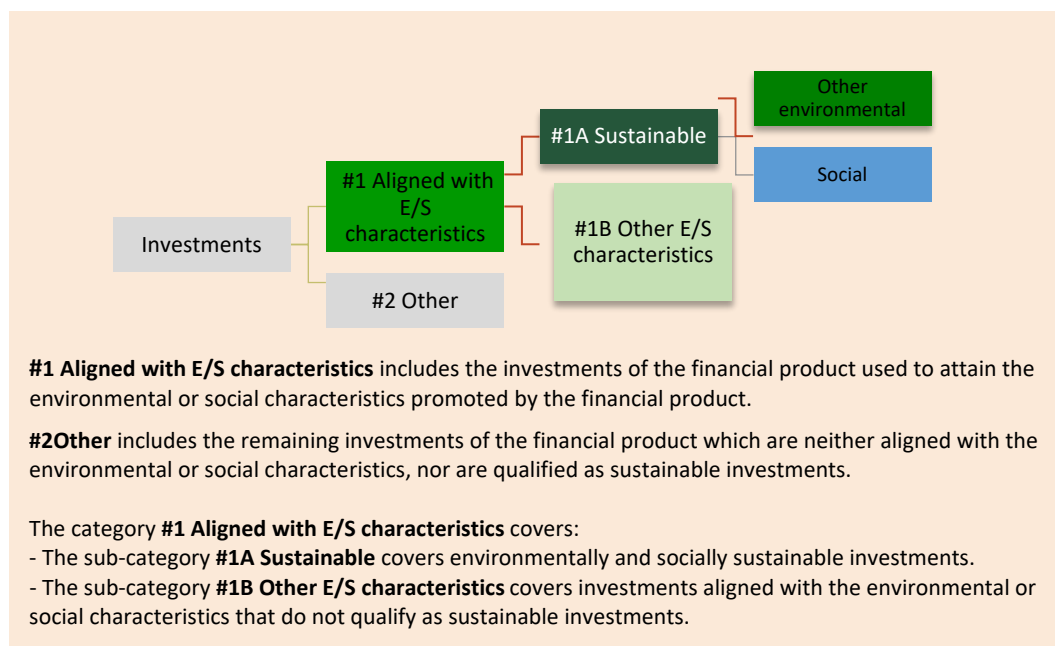 Other
environmental
#1A Sustainable
Social
#1 Aligned with
E/S
characteristics
#1B Other E/S
characteristics
Investments
#2 Other
#1 Aligned with E/S characteristics includes the investments of the financial product used to attain the
environmental or social characteristics promoted by the financial product.
#2Other includes the remaining investments of the financial product which are neither aligned with the
environmental or social characteristics, nor are qualified as sustainable investments.
The category #1 Aligned with E/S characteristics covers:
- The sub-category #1A Sustainable covers environmentally and socially sustainable investments.
- The sub-category #1B Other E/S characteristics covers investments aligned with the environmental or
social characteristics that do not qualify as sustainable investments.